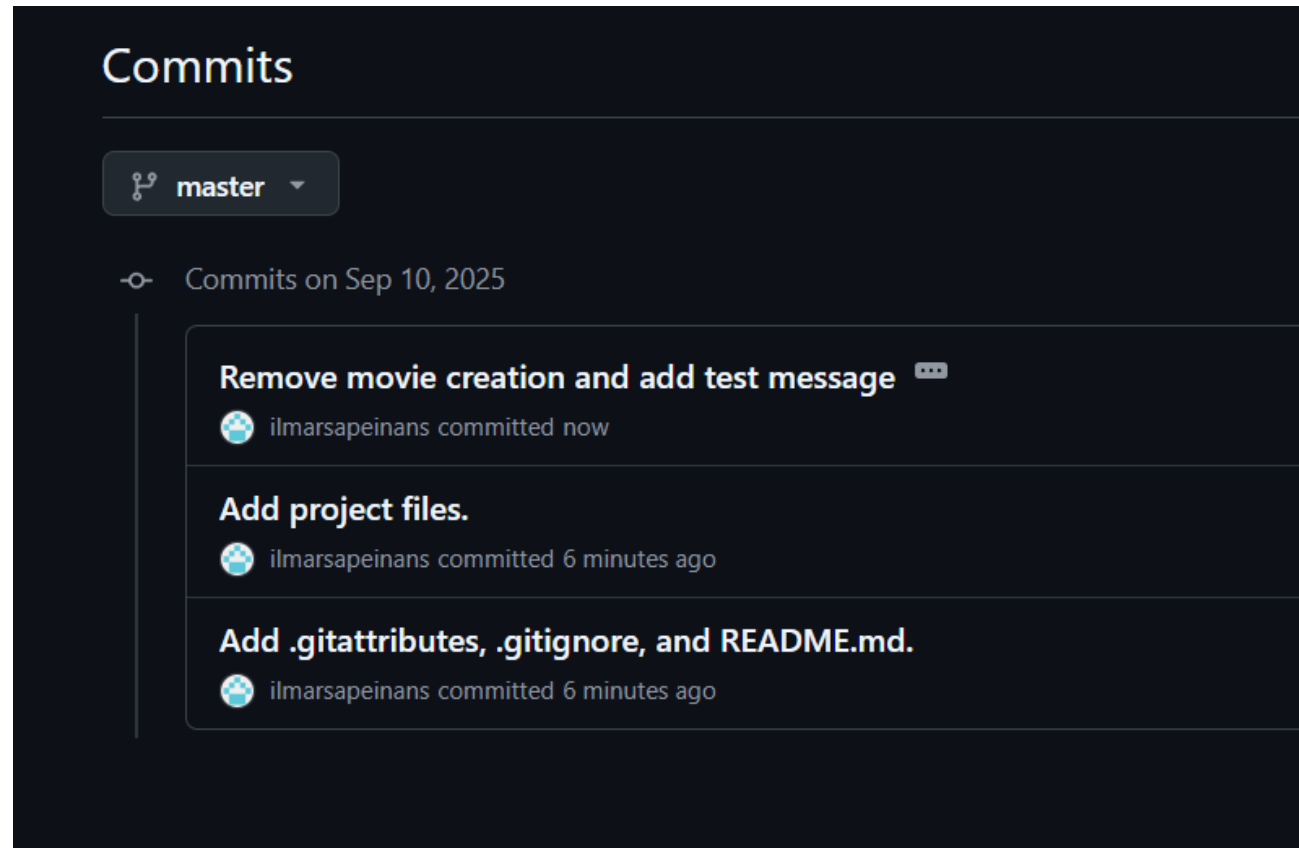 Commits
master
Commits on Sep 10, 2025
Remove movie creation and add test message
ilmarsapeinans committed now
Add project files.
ilmarsapeinans committed 6 minutes ago
Add .gitattributes, .gitignore, and README.md.
ilmarsapeinans committed 6 minutes ago